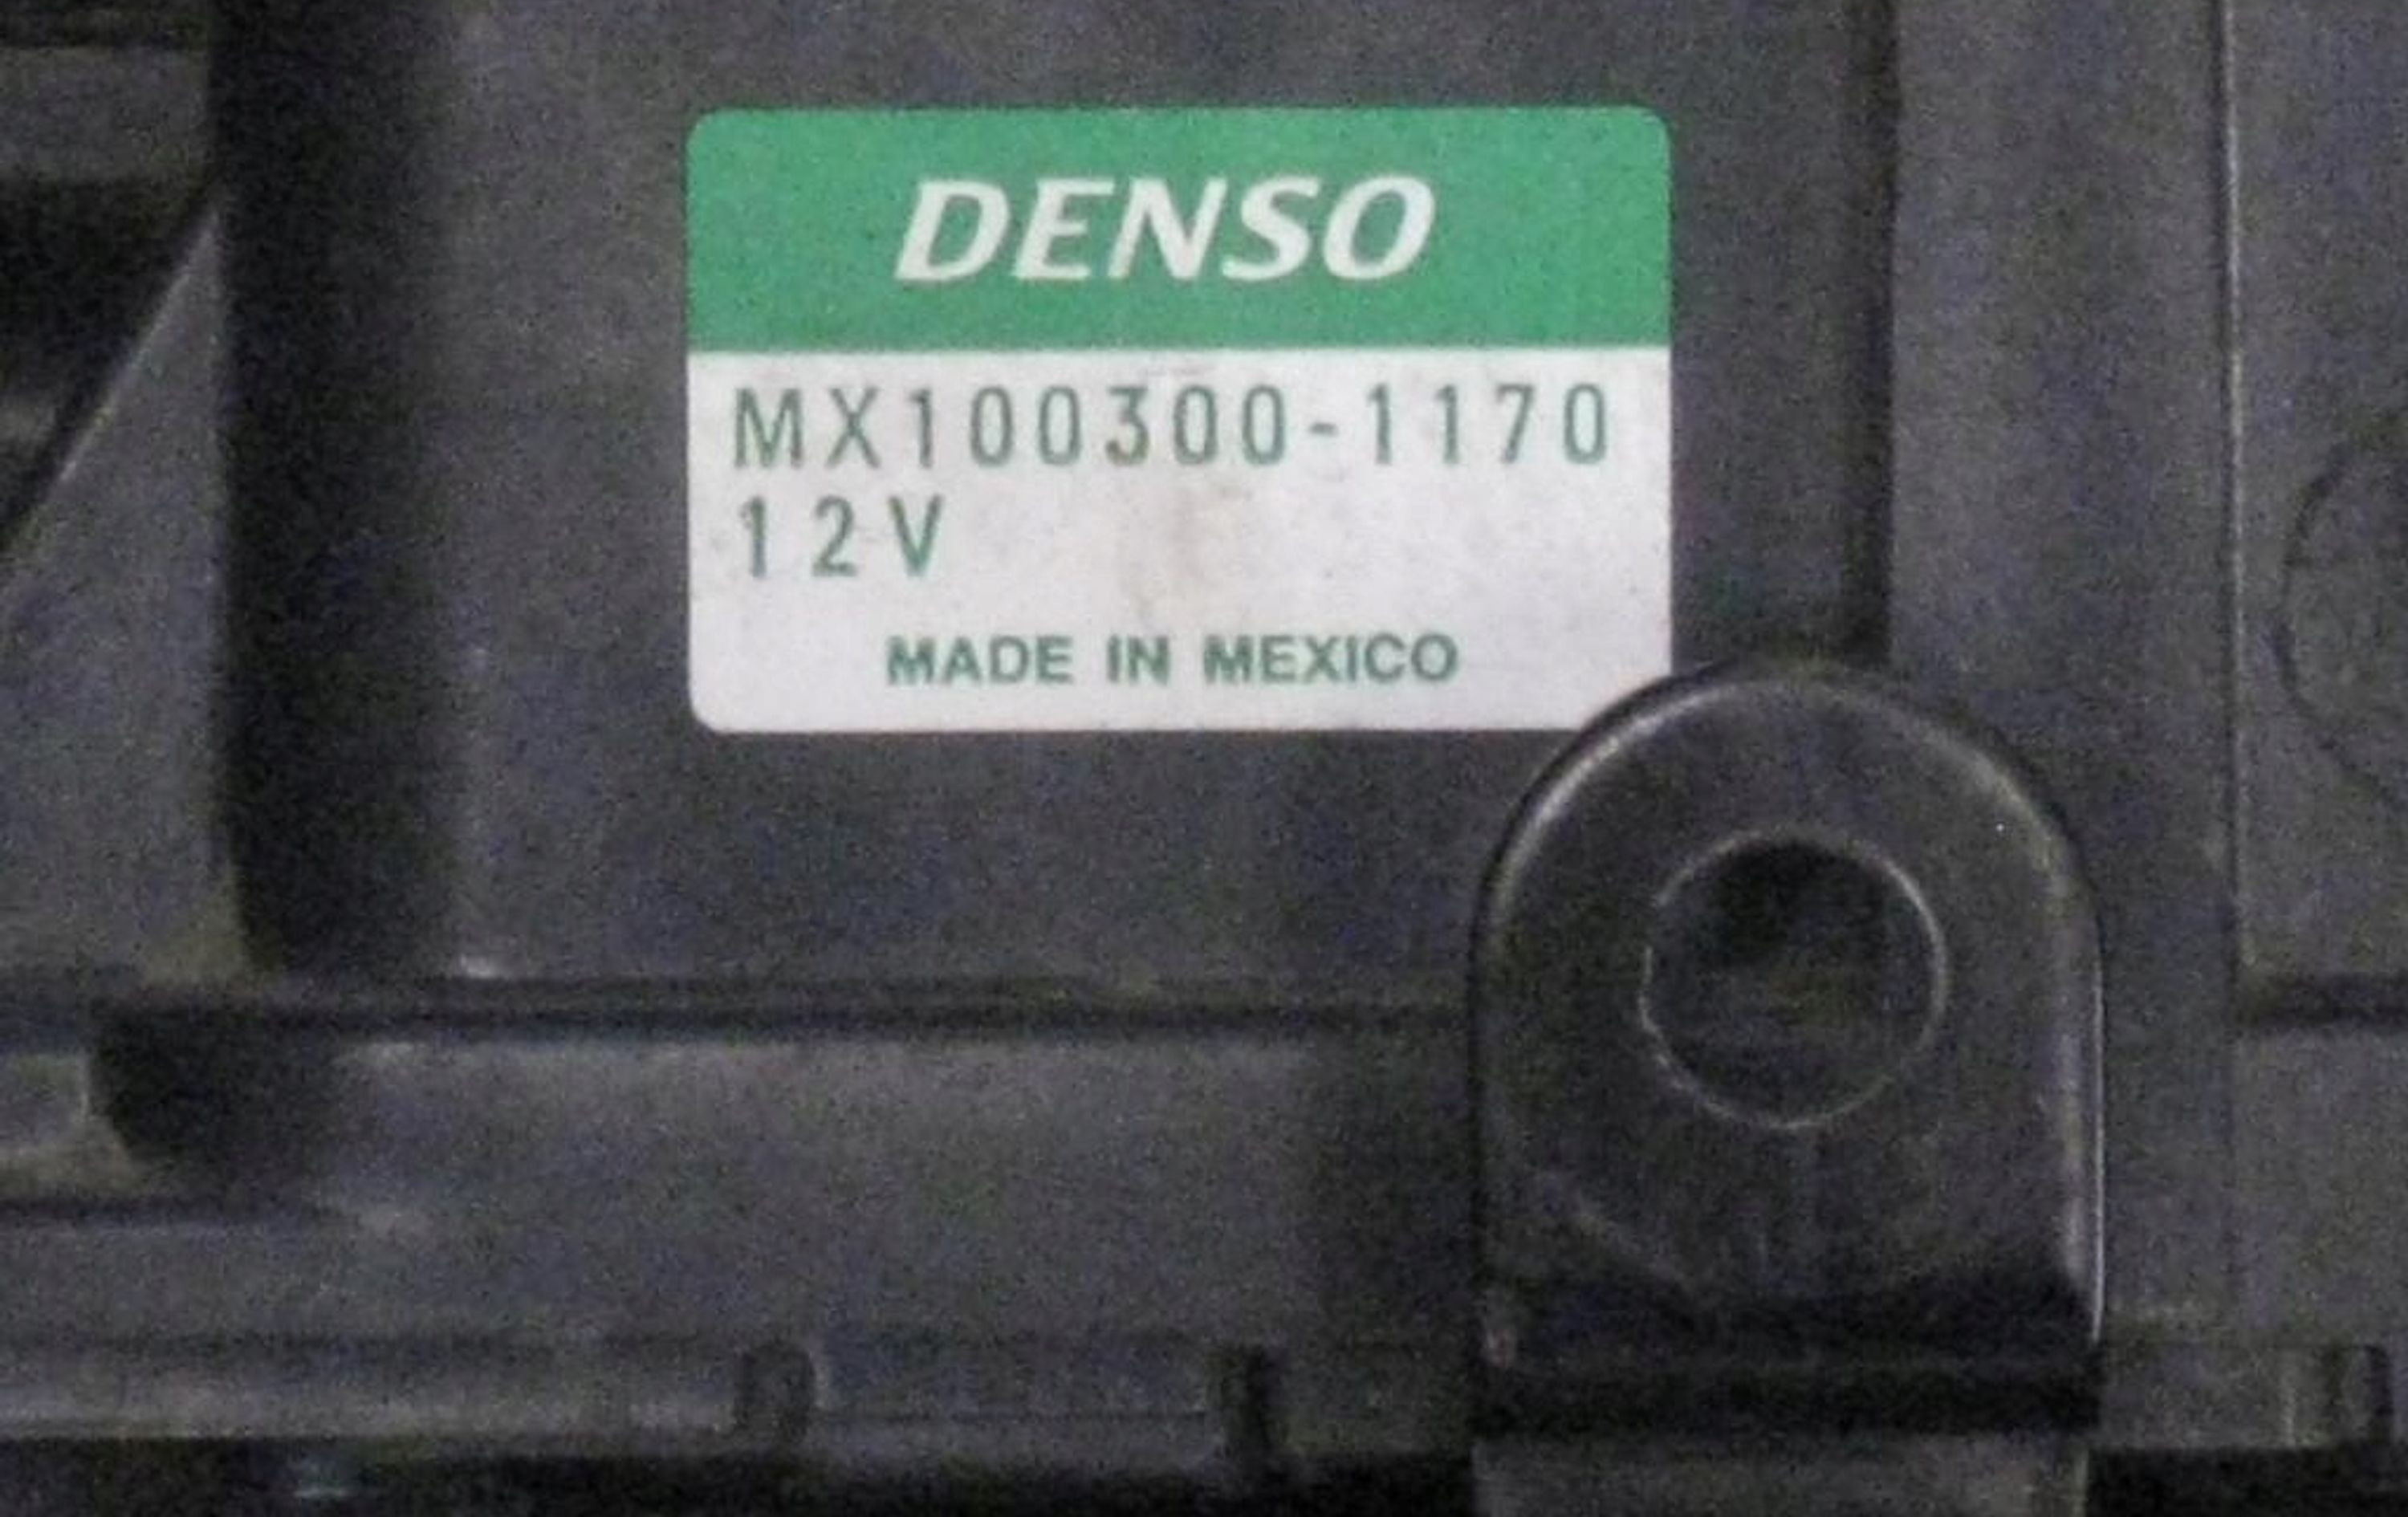 DENSO
MX100300-1170
12V
MADE IN MEXICO